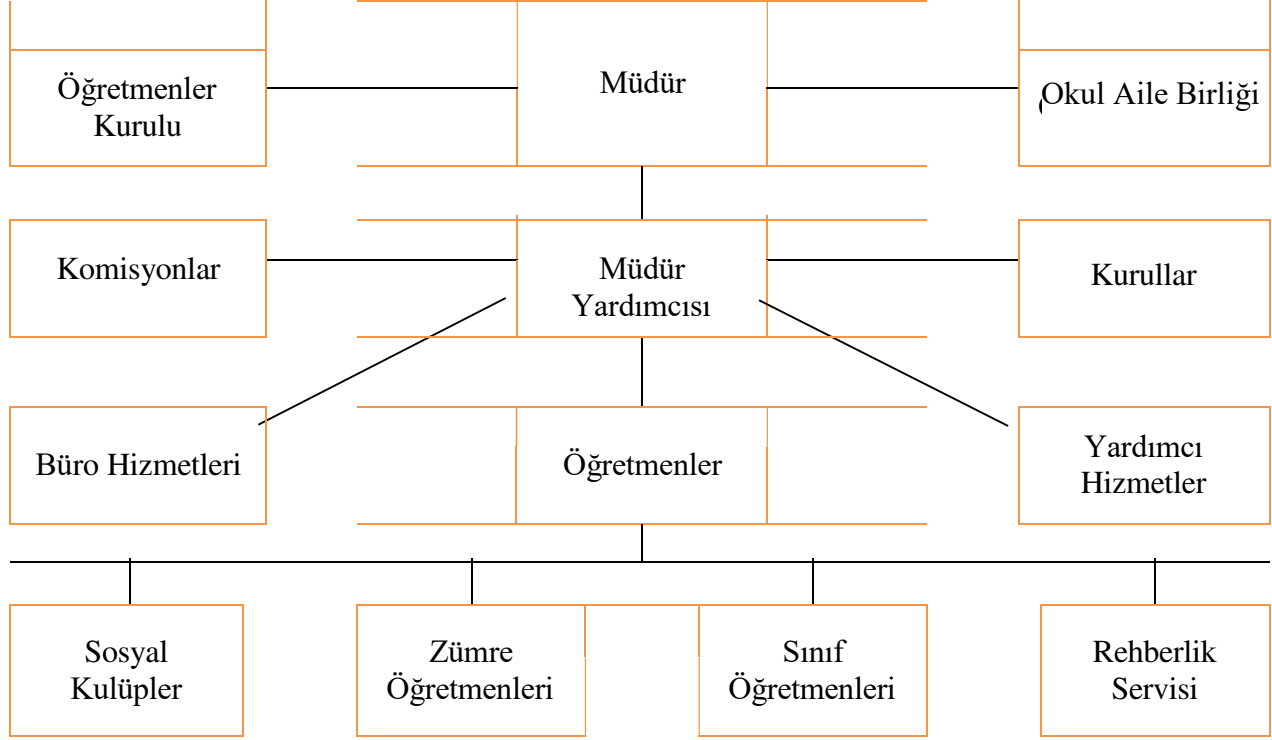 Öğretmenler
Kurulu
Müdür
Okul Aile Birliği
Komisyonlar
Müdür
Yardımcısı
Kurullar
Büro Hizmetleri
Öğretmenler
Yardımcı
Hizmetler
Sosyal
Kulüpler
Zümre
Öğretmenleri
Sınıf
Öğretmenleri
Rehberlik
Servisi